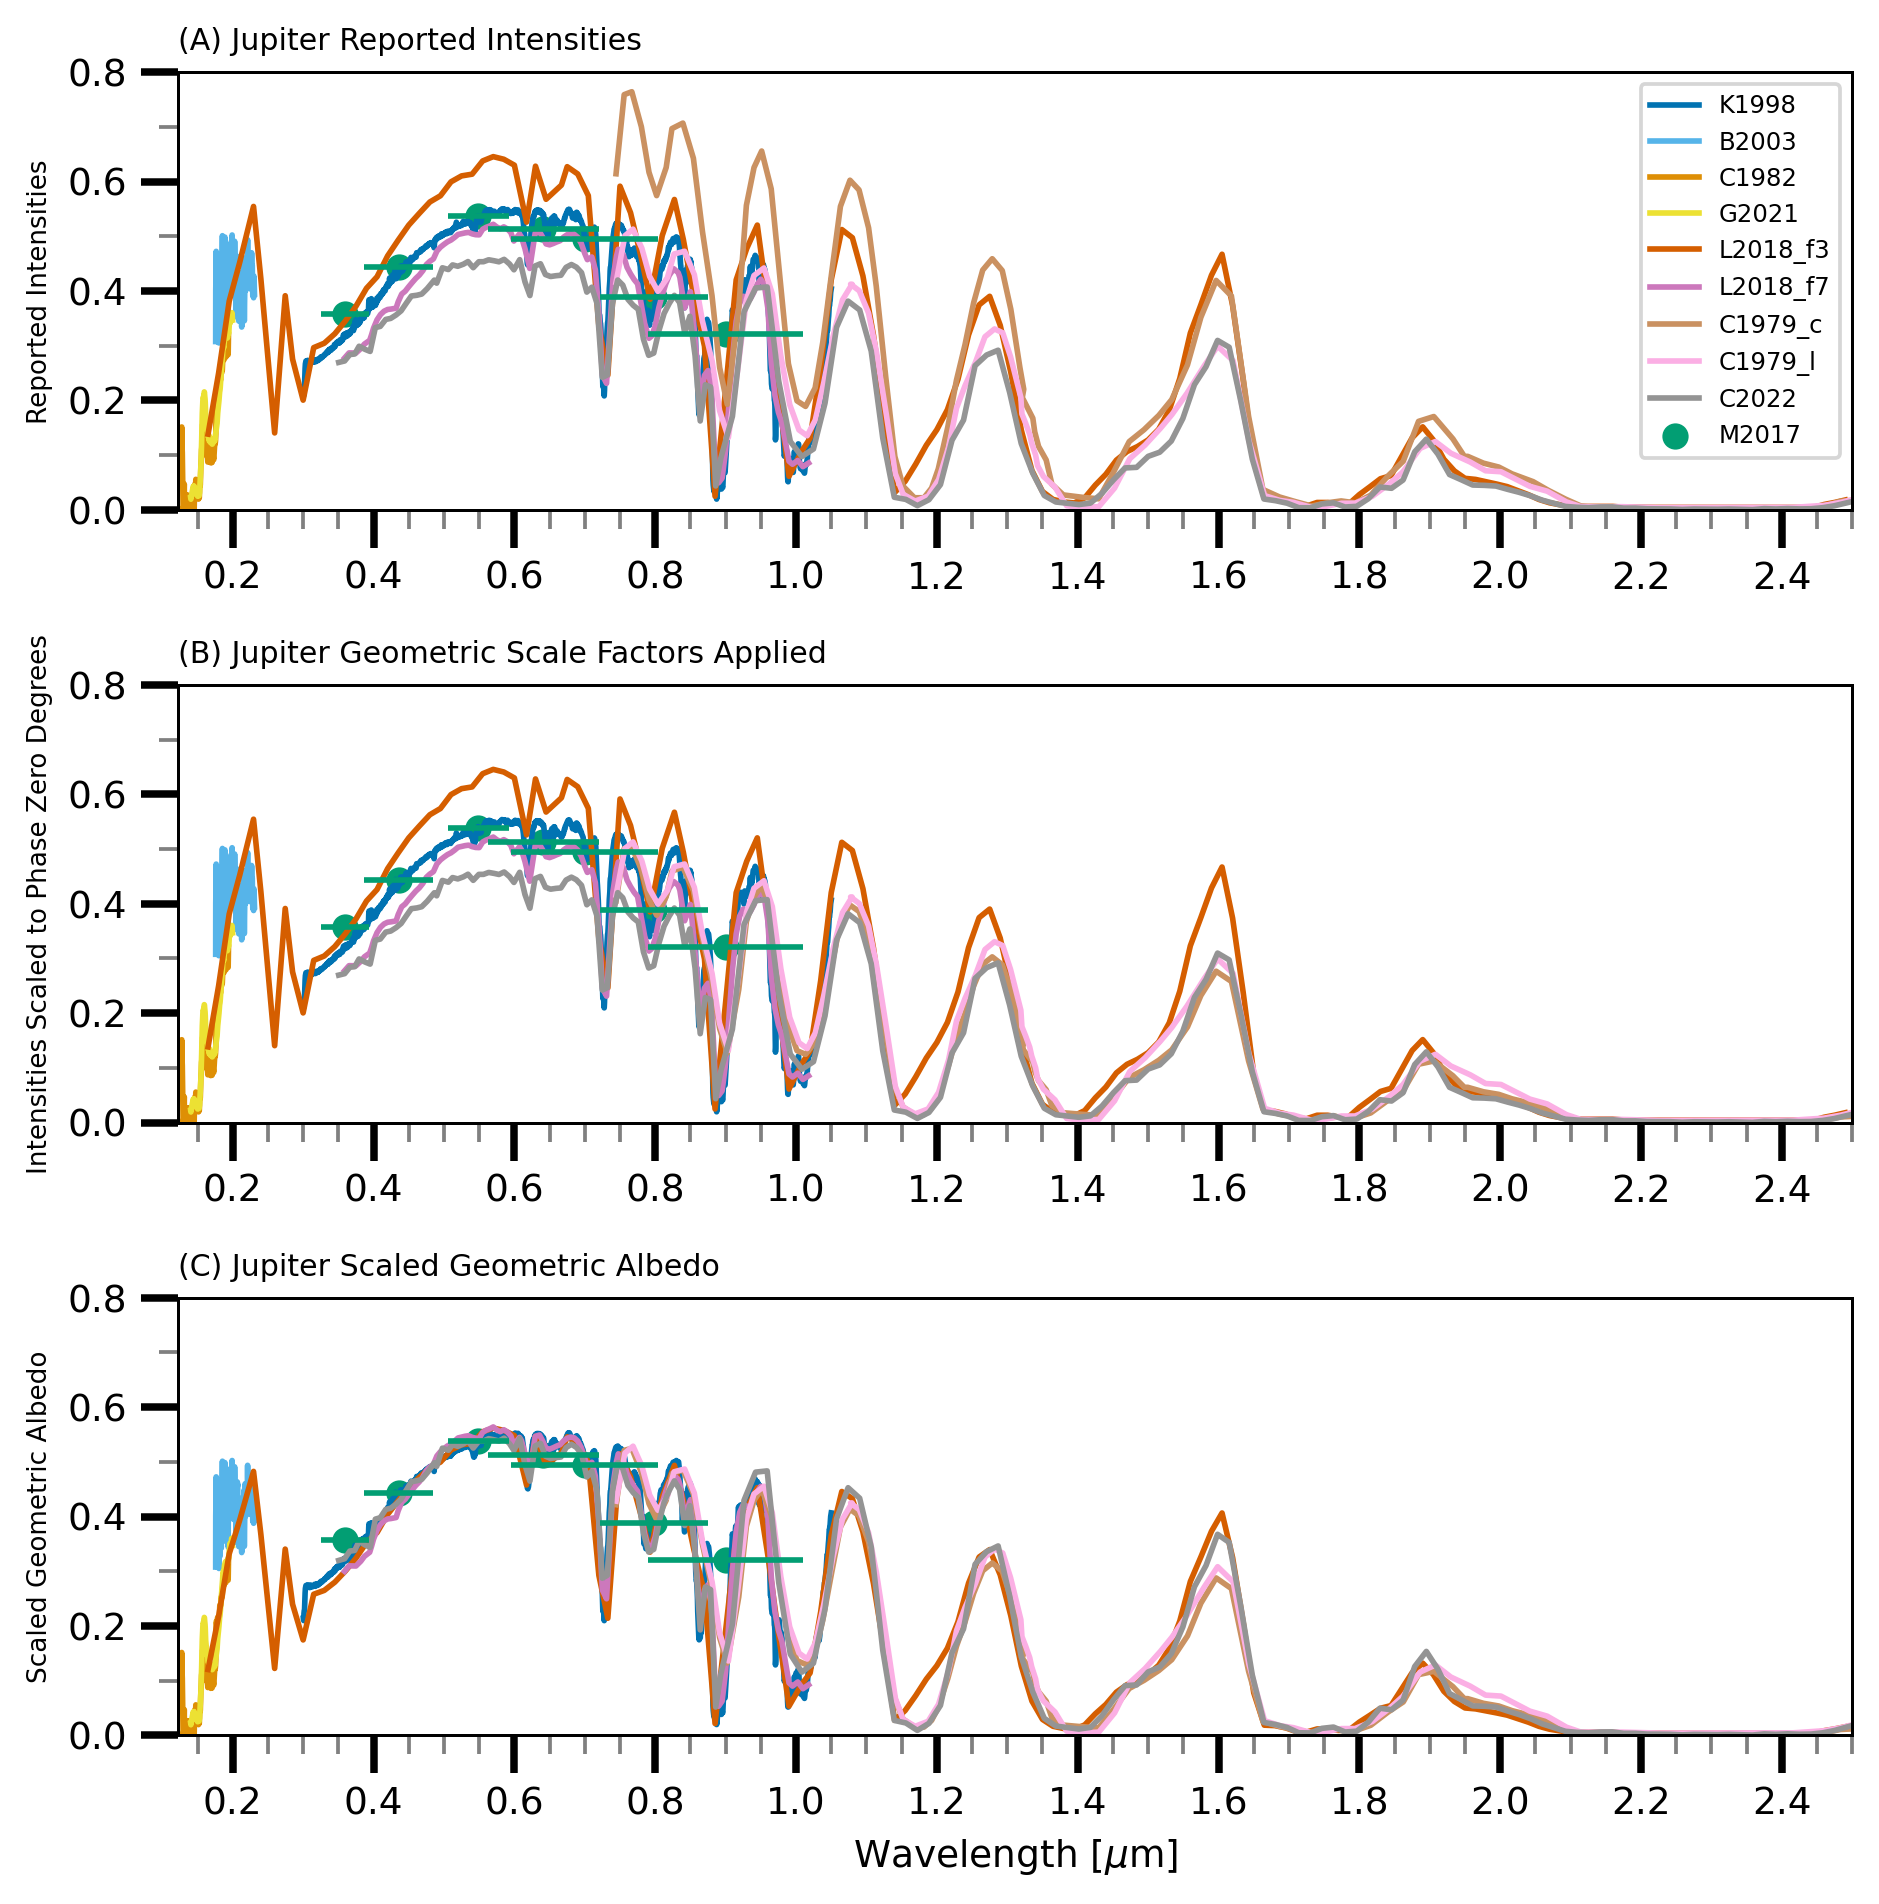 (A) Jupiter Reported Intensities
Reported Intensities
0.8
0.6
0.4
0.2
0.0
K1998
B2003
C1982
G2021
L2018_f3
L2018_f7
C1979_c
C1979_l
C2022
M2017
0.2 0.4 0.6 0.8 1.0 1.2 1.4 1.6 1.8 2.0 2.2 2.4
(B) Jupiter Geometric Scale Factors Applied
Intensities Scaled to Phase Zero Degrees
0.8
0.6
0.4
0.2
0.0
0.2 0.4 0.6 0.8 1.0 1.2 1.4 1.6 1.8 2.0 2.2 2.4
(C) Jupiter Scaled Geometric Albedo
Scaled Geometric Albedo
0.8
0.6
0.4
0.2
0.0
0.2 0.4 0.6 0.8 1.0 1.2 1.4 1.6 1.8 2.0 2.2 2.4
Wavelength [μm]